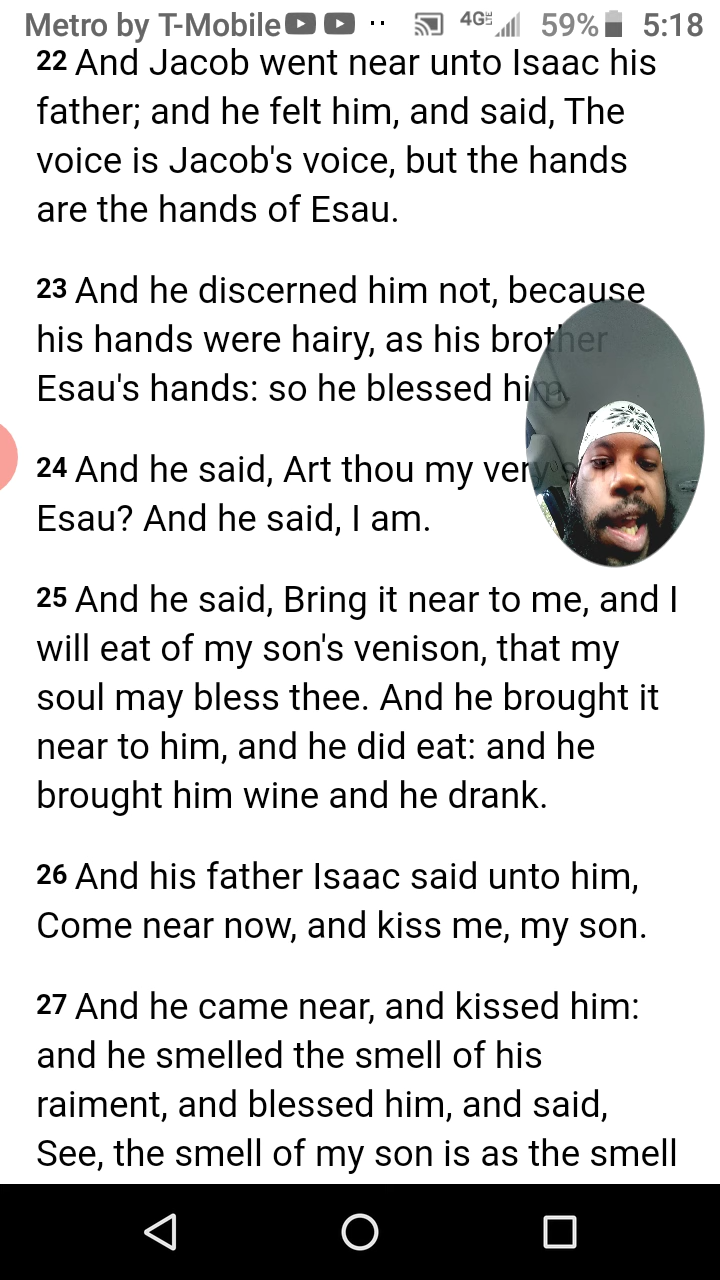 Metro by T-Mobile 4G LTE 59% 5:18
22 And Jacob went near unto Isaac his
father; and he felt him, and said, The
voice is Jacob's voice, but the hands
are the hands of Esau.
23 And he discerned him not, because
his hands were hairy, as his brother
Esau's hands: so he blessed him.
24 And he said, Art thou my very
Esau? And he said, I am.
25 And he said, Bring it near to me, and I
will eat of my son's venison, that my
soul may bless thee. And he brought it
near to him, and he did eat: and he
brought him wine and he drank.
26 And his father Isaac said unto him,
Come near now, and kiss me, my son.
27 And he came near, and kissed him:
and he smelled the smell of his
raiment, and blessed him, and said,
See, the smell of my son is as the smell